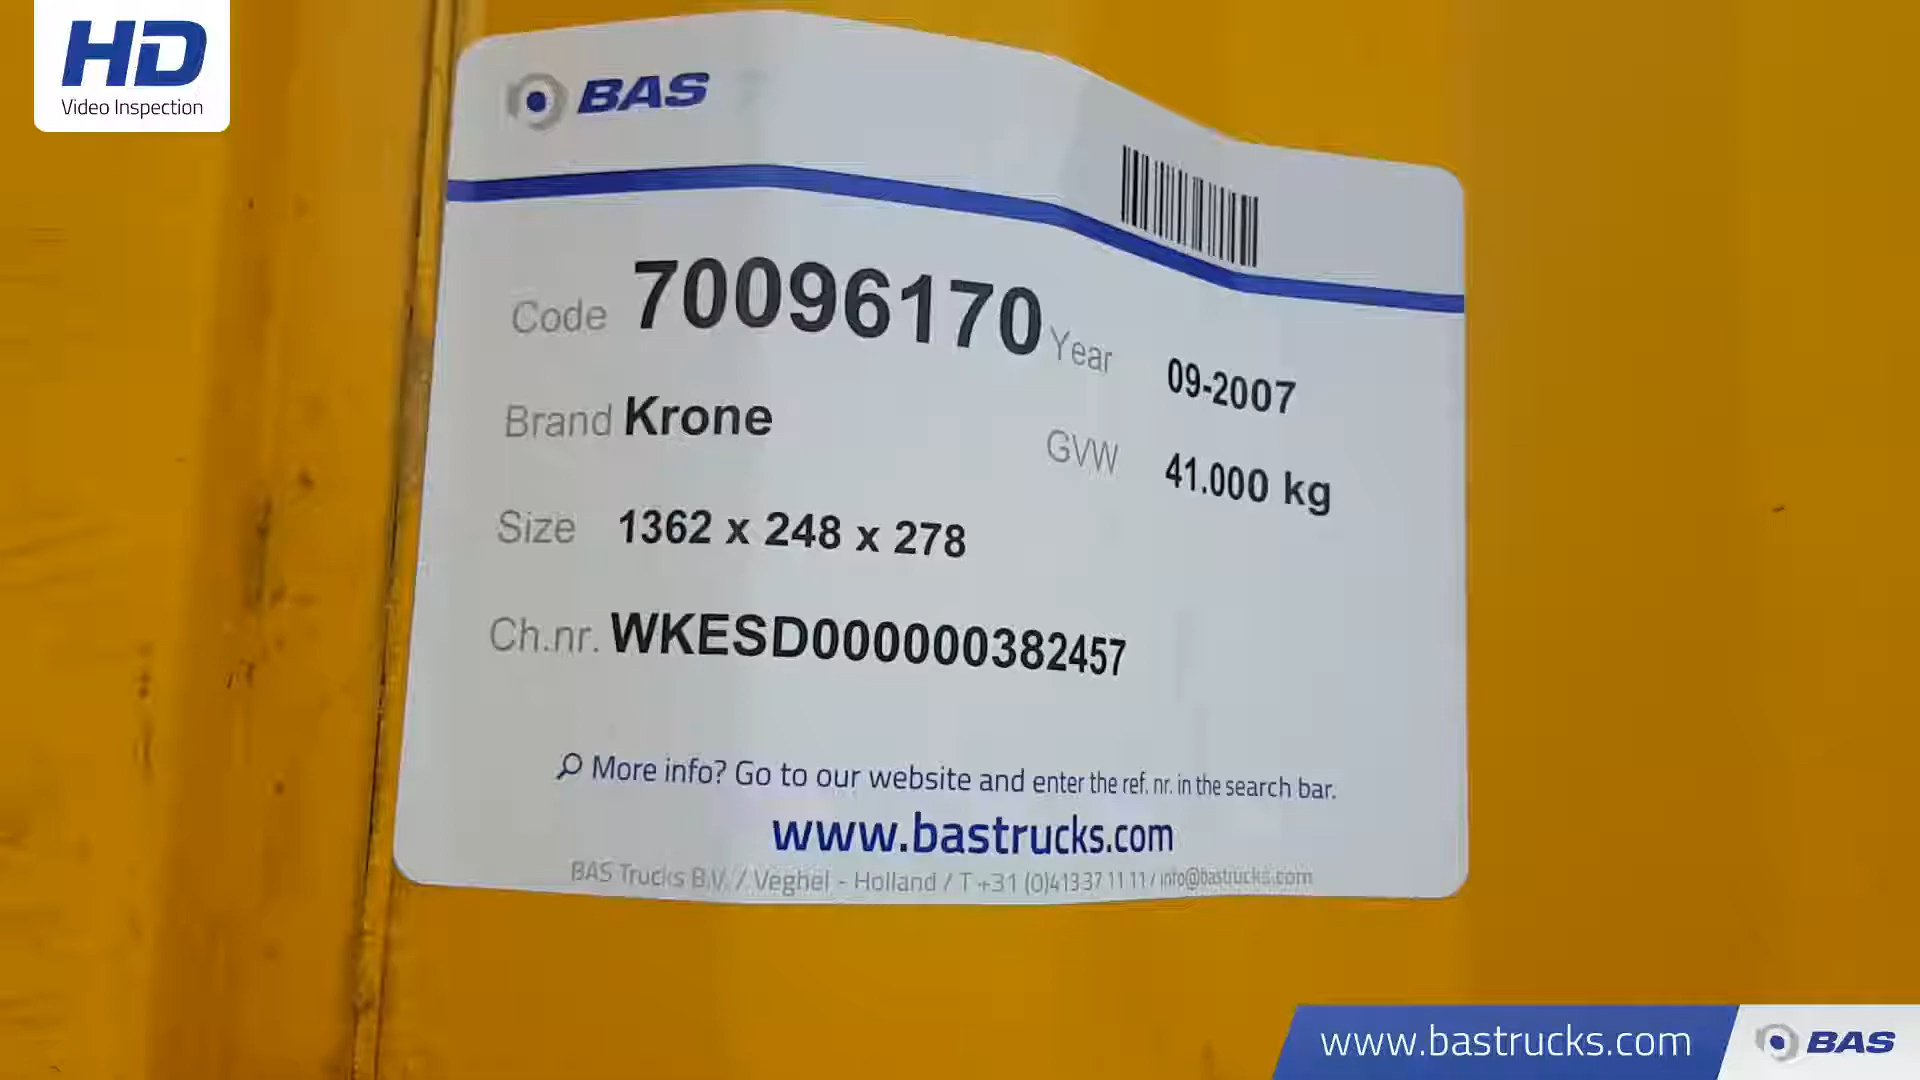 HD
Video Inspection
BAS
Code 70096170 Year 09-2007
Brand Krone GVW 41.000 kg
Size 1362 x 248 x 278
Ch.nr. WKESD000000382457
More info? Go to our website and enter the ref. nr. in the search bar.
www.bastrucks.com
BAS Trucks B.V. / Veghel - Holland / T +31 (0)413 37 11 11 / info@bastrucks.com
www.bastrucks.com BAS